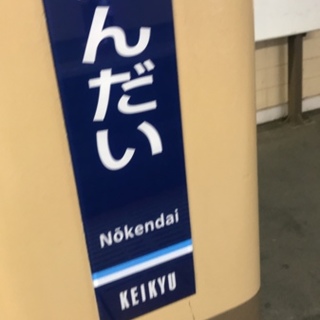 んだい
Nōkendai
KEIKYU